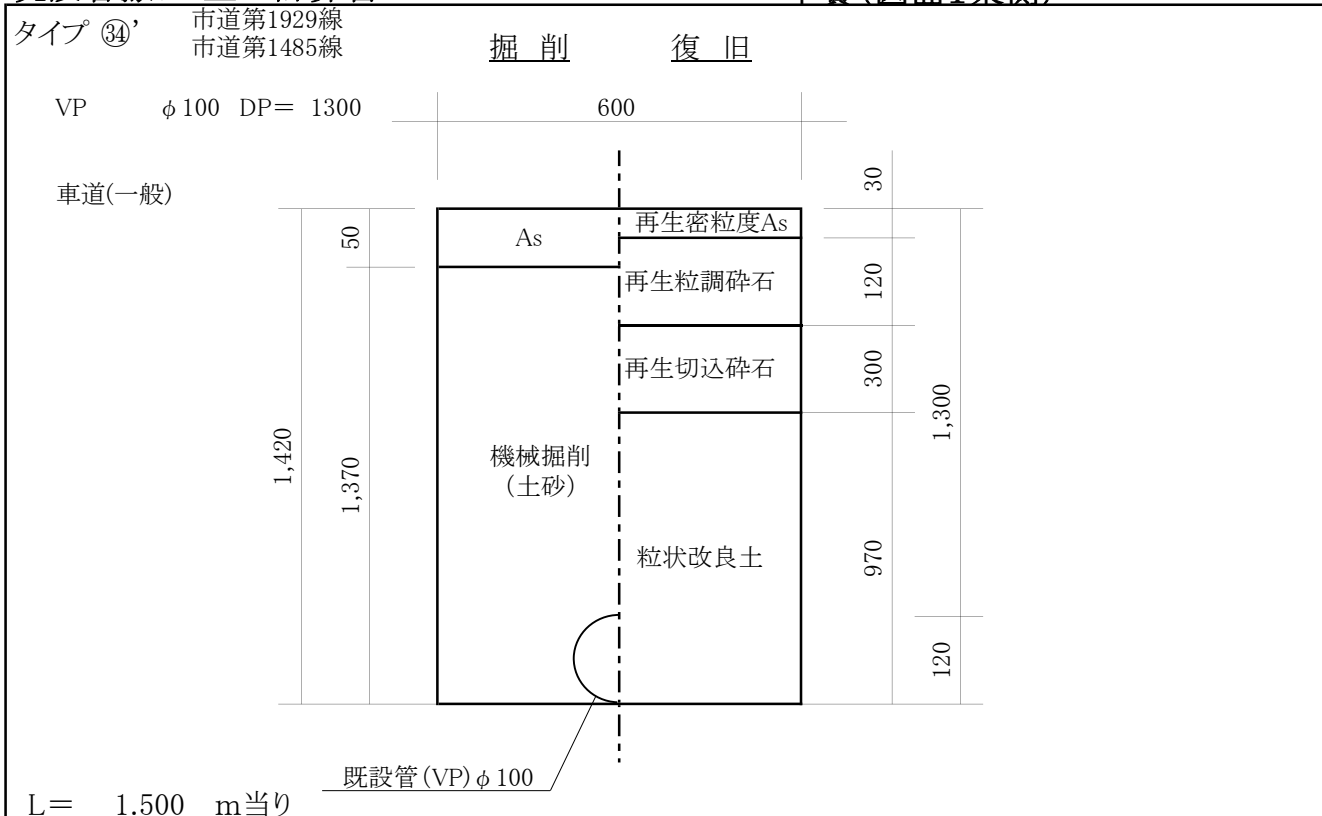 タイプ ㉞’
市道第1929線
市道第1485線
掘 削 復 旧
VP φ100 DP= 1300
600
車道(一般)
30
50
As
再生密粒度As
再生粒調砕石
120
再生切込砕石
300
1,300
1,420
1,370
機械掘削
(土砂)
粒状改良土
970
120
既設管(VP)φ100
L= 1.500 m当り